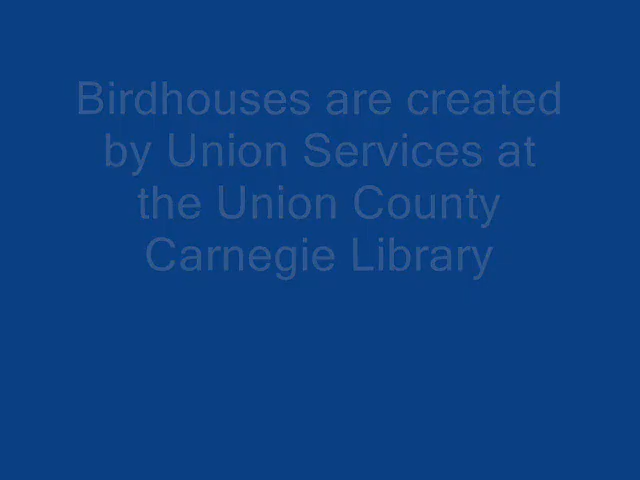 Birdhouses are created
by Union Services at
the Union County
Carnegie Library